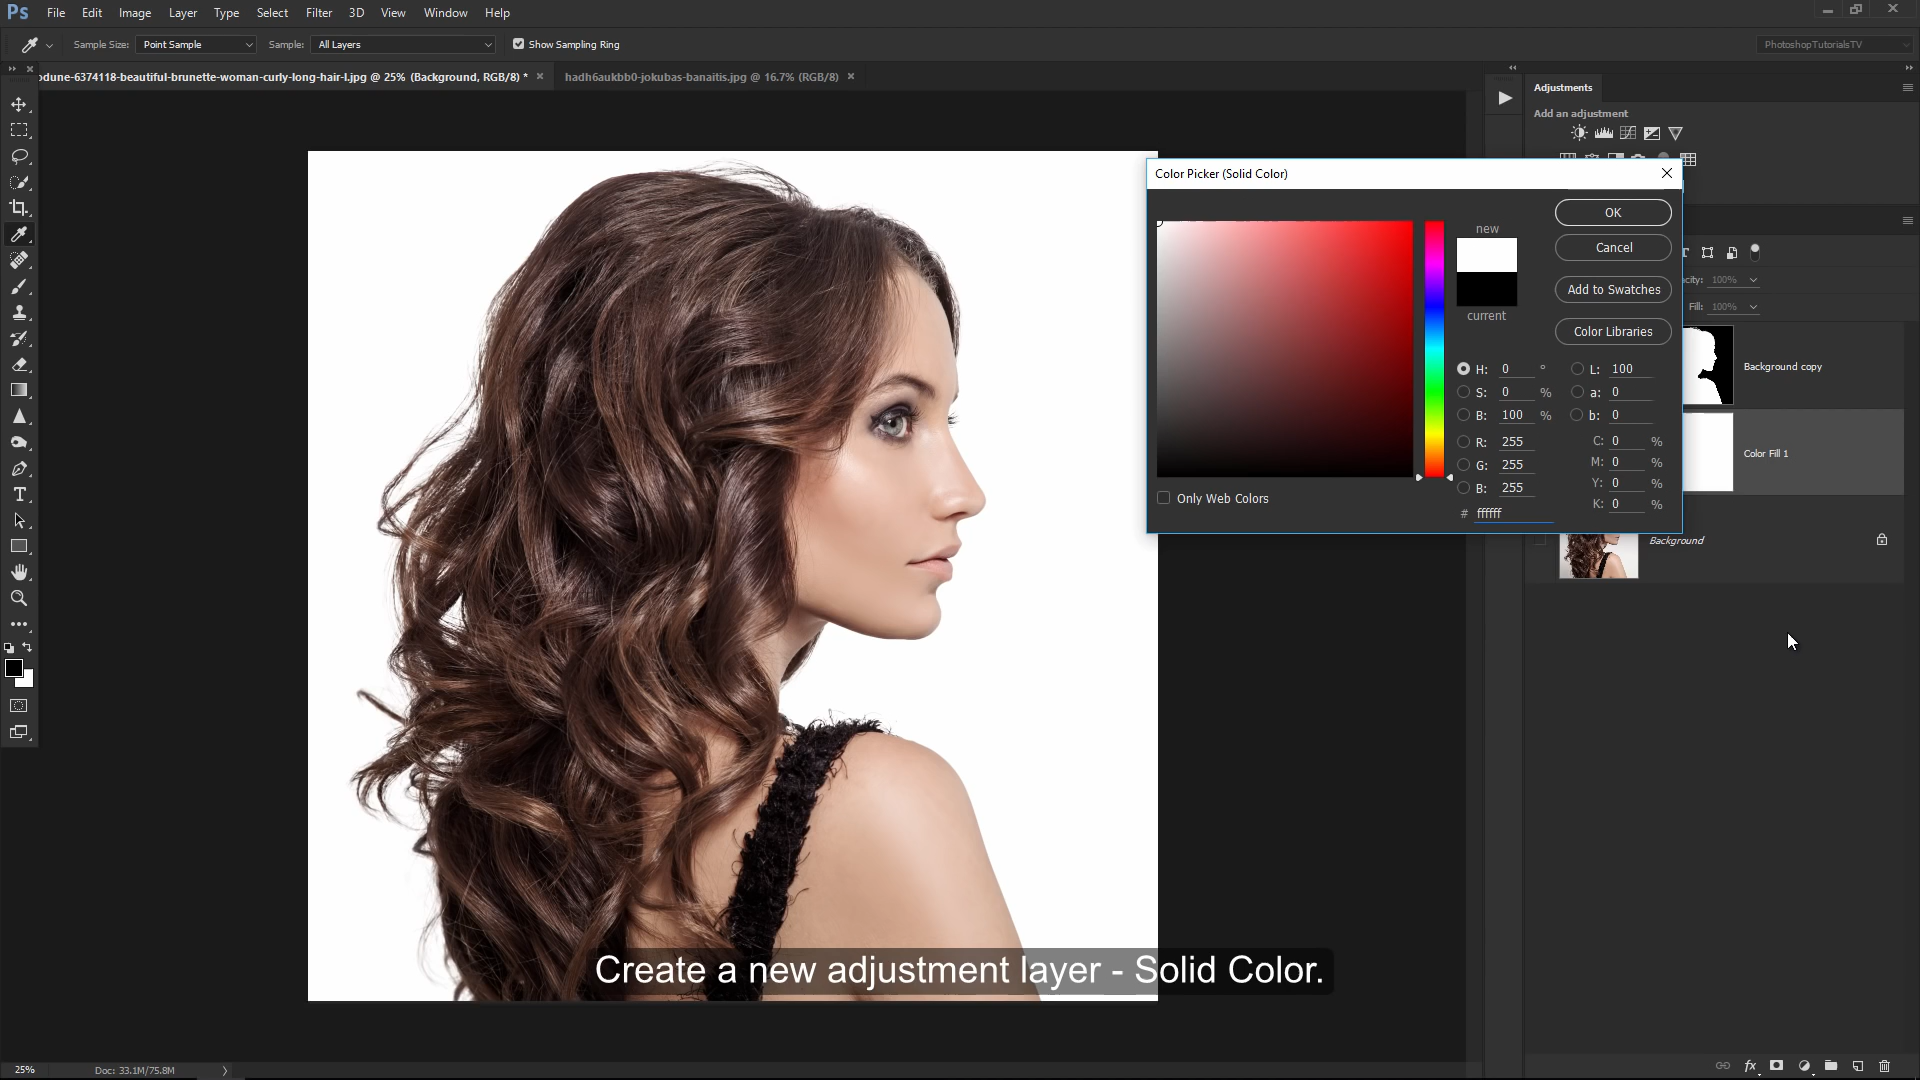 Ps File Edit Image Layer Type Select Filter 3D View Window Help
Sample Size: Point Sample Sample: All Layers Show Sampling Ring PhotoshopTutorialsTV
odune-6374118-beautiful-brunette-woman-curly-long-hair-l.jpg @ 25% (Background, RGB/8) * × hadh6aukbb0-jokubas-banaitis.jpg @ 16.7% (RGB/8) ×
Adjustments
Add an adjustment
Color Picker (Solid Color)
new
current
OK
Cancel
Add to Swatches
Color Libraries
H: 0 ° L: 100
S: 0 % a: 0
B: 100 % b: 0
R: 255 C: 0 %
G: 255 M: 0 %
B: 255 Y: 0 %
K: 0 %
# ffffff
Only Web Colors
acity: 100%
Fill: 100%
Background copy
Color Fill 1
Background
Create a new adjustment layer - Solid Color.
25% Doc: 33.1M/75.8M
fx